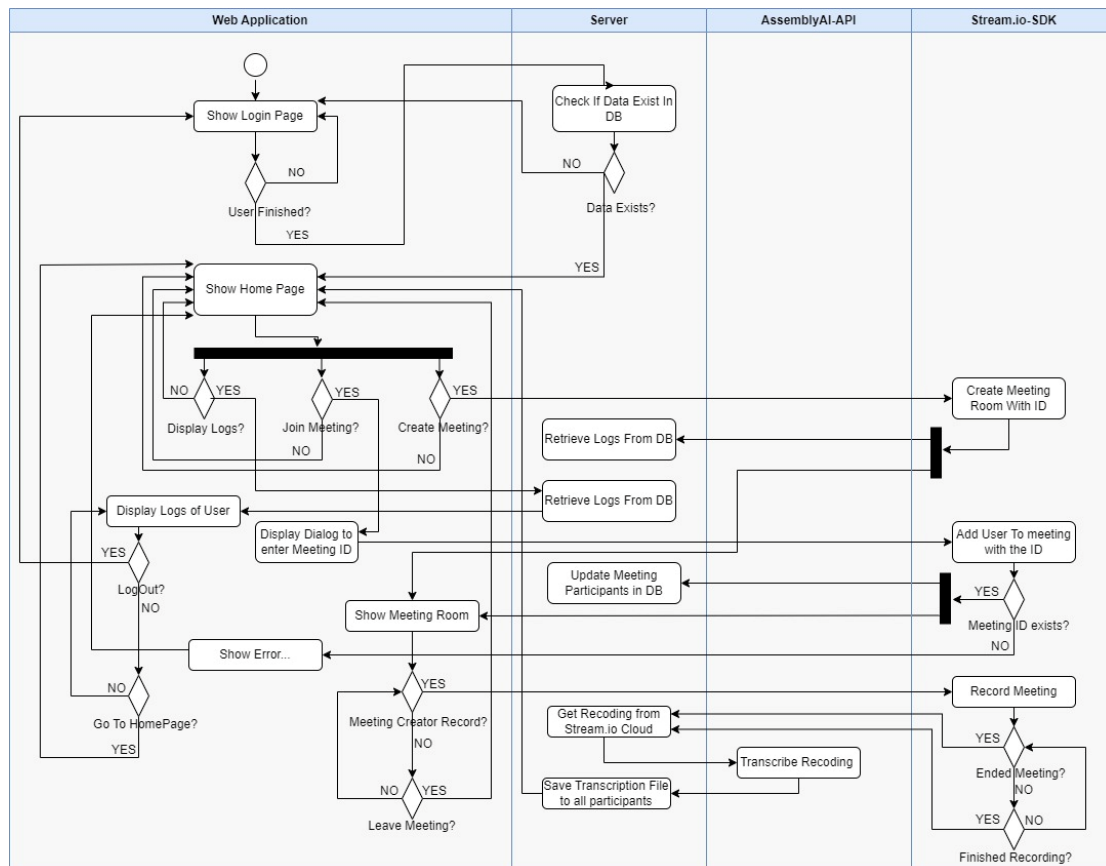 Web Application
Server
AssemblyAI-API
Stream.io-SDK
Show Login Page
Check If Data Exist In
DB
NO
NO
User Finished?
Data Exists?
YES
YES
Show Home Page
NO
YES
YES
YES
Display Logs?
Join Meeting?
Create Meeting?
NO
NO
Create Meeting
Room With ID
Retrieve Logs From DB
Retrieve Logs From DB
Display Logs of User
Display Dialog to
enter Meeting ID
Add User To meeting
with the ID
YES
LogOut?
NO
Update Meeting
Participants in DB
YES
Meeting ID exists?
NO
Show Meeting Room
Show Error...
NO
Go To HomePage?
YES
YES
Meeting Creator Record?
NO
Record Meeting
Get Recoding from
Stream.io Cloud
YES
Ended Meeting?
NO
Transcribe Recoding
Save Transcription File
to all participants
NO
YES
Leave Meeting?
YES
NO
Finished Recording?